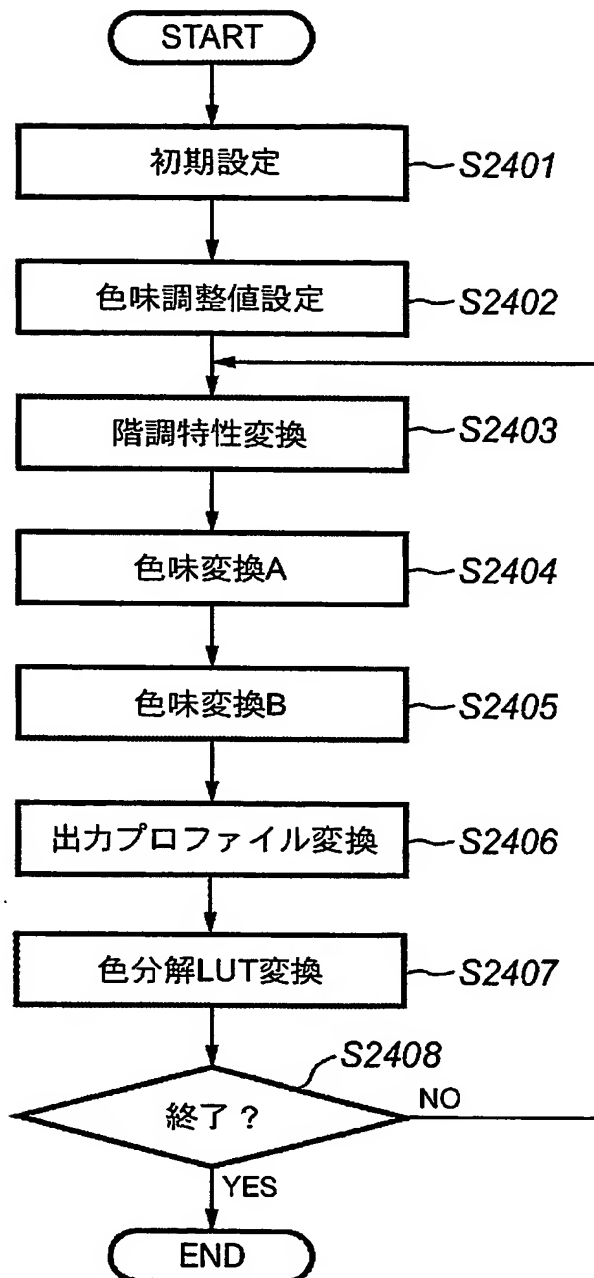 START
初期設定
S2401
色味調整値設定
S2402
階調特性変換
S2403
色味変換A
S2404
色味変換B
S2405
出力プロファイル変換
S2406
色分解LUT変換
S2407
S2408
終了？
NO
YES
END